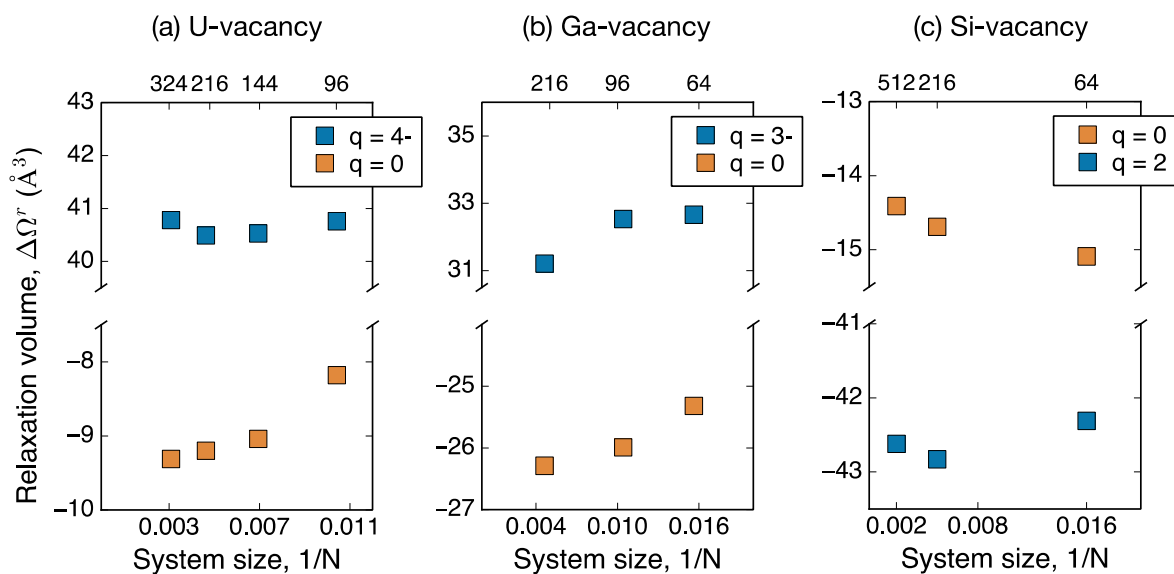 (a) U-vacancy
324 216 144 96
43
42
41
40
−8
−9
−10
q = 4-
q = 0
0.003 0.007 0.011
System size, 1/N
Relaxation volume, ΔΩ^r (Å^3)
(b) Ga-vacancy
216 96 64
35
33
31
−25
−26
−27
q = 3-
q = 0
0.004 0.010 0.016
System size, 1/N
(c) Si-vacancy
512 216 64
−13
−14
−15
−41
−42
−43
q = 0
q = 2
0.002 0.008 0.016
System size, 1/N